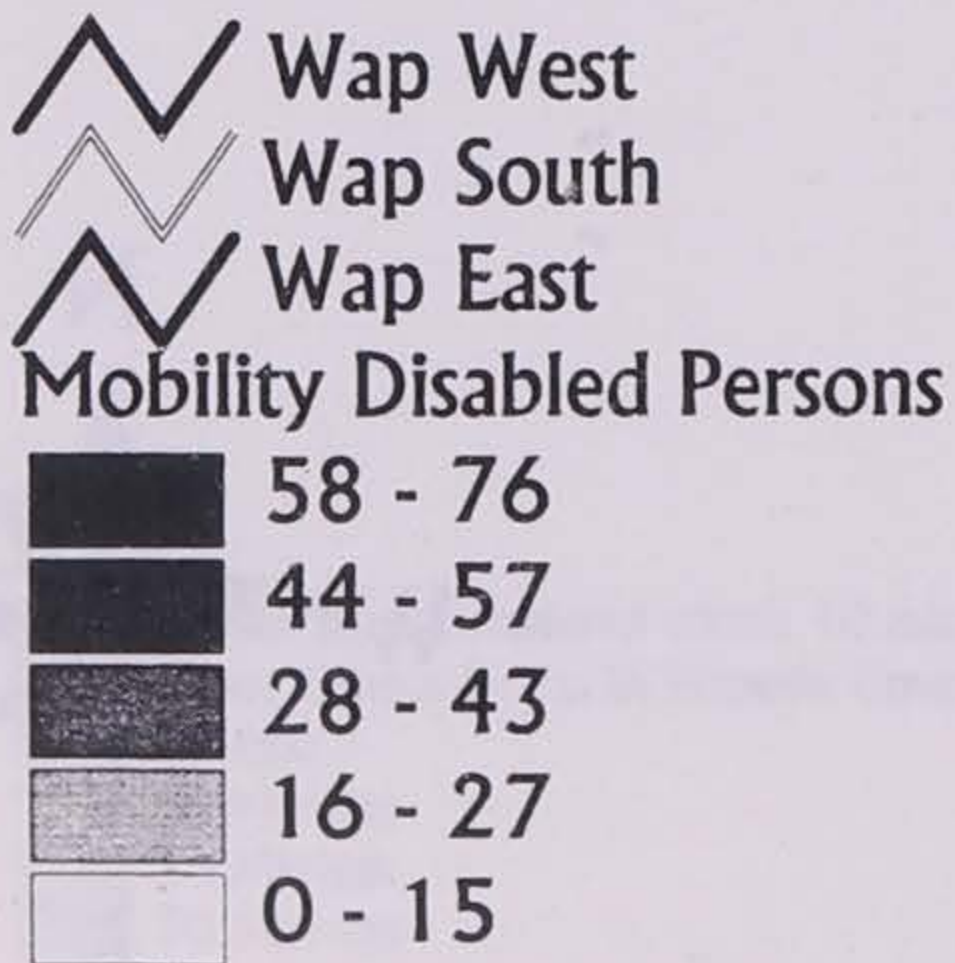 Wap West
Wap South
Wap East
Mobility Disabled Persons
58 - 76
44 - 57
28 - 43
16 - 27
0 - 15